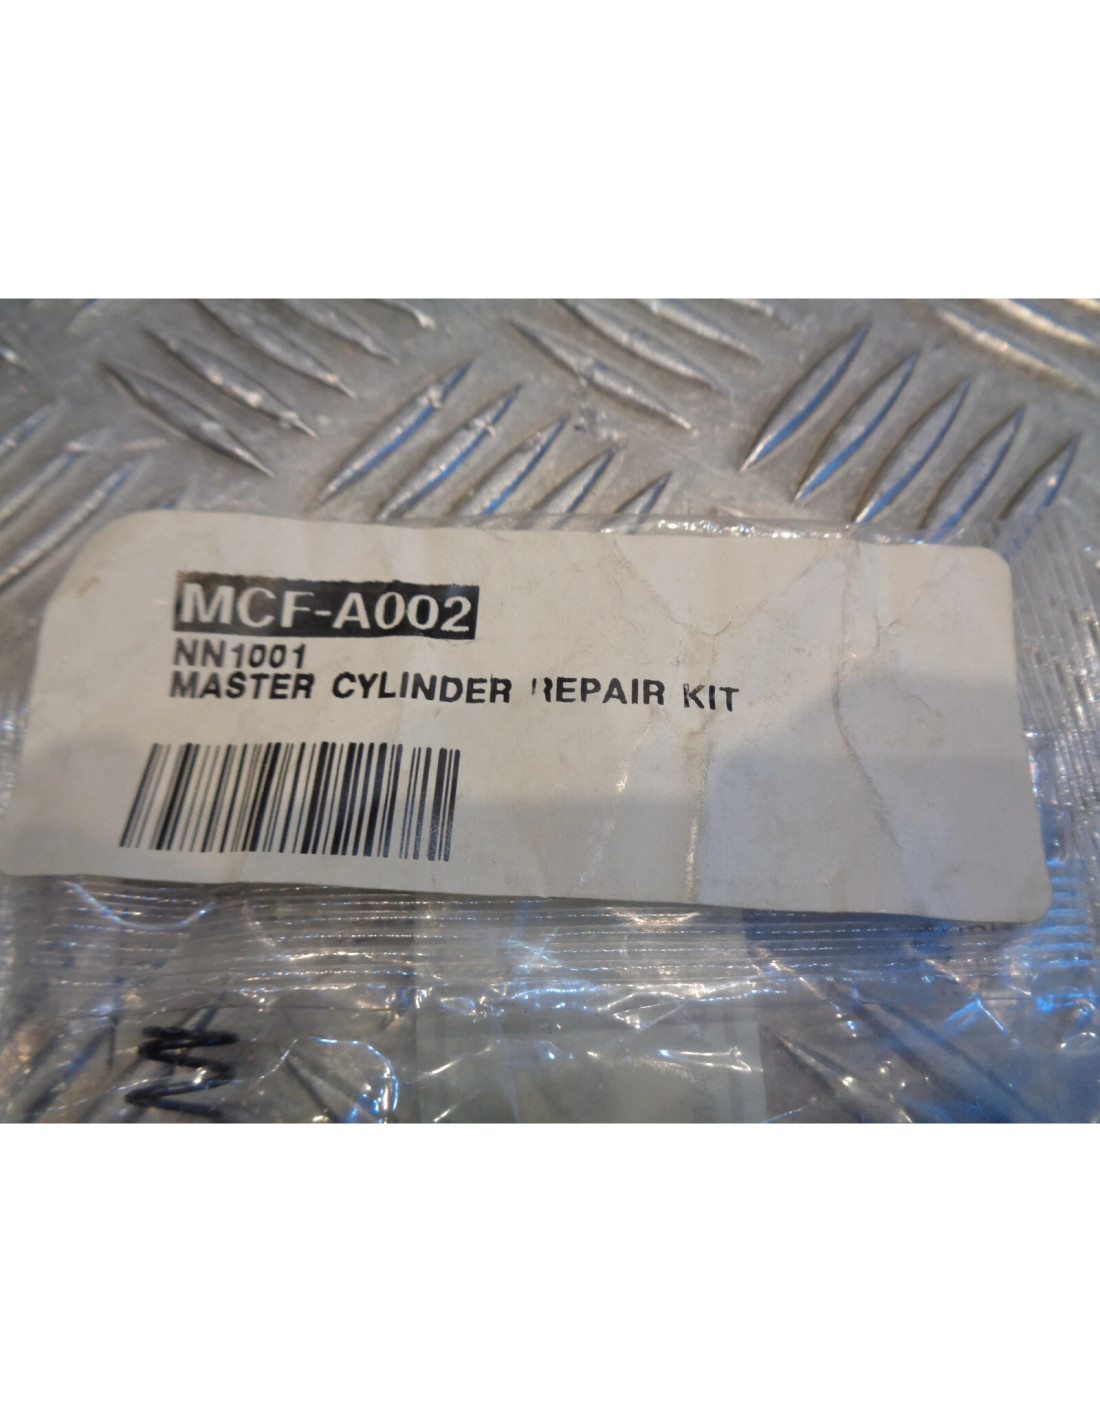 MCF-A002
NN1001
MASTER CYLINDER REPAIR KIT